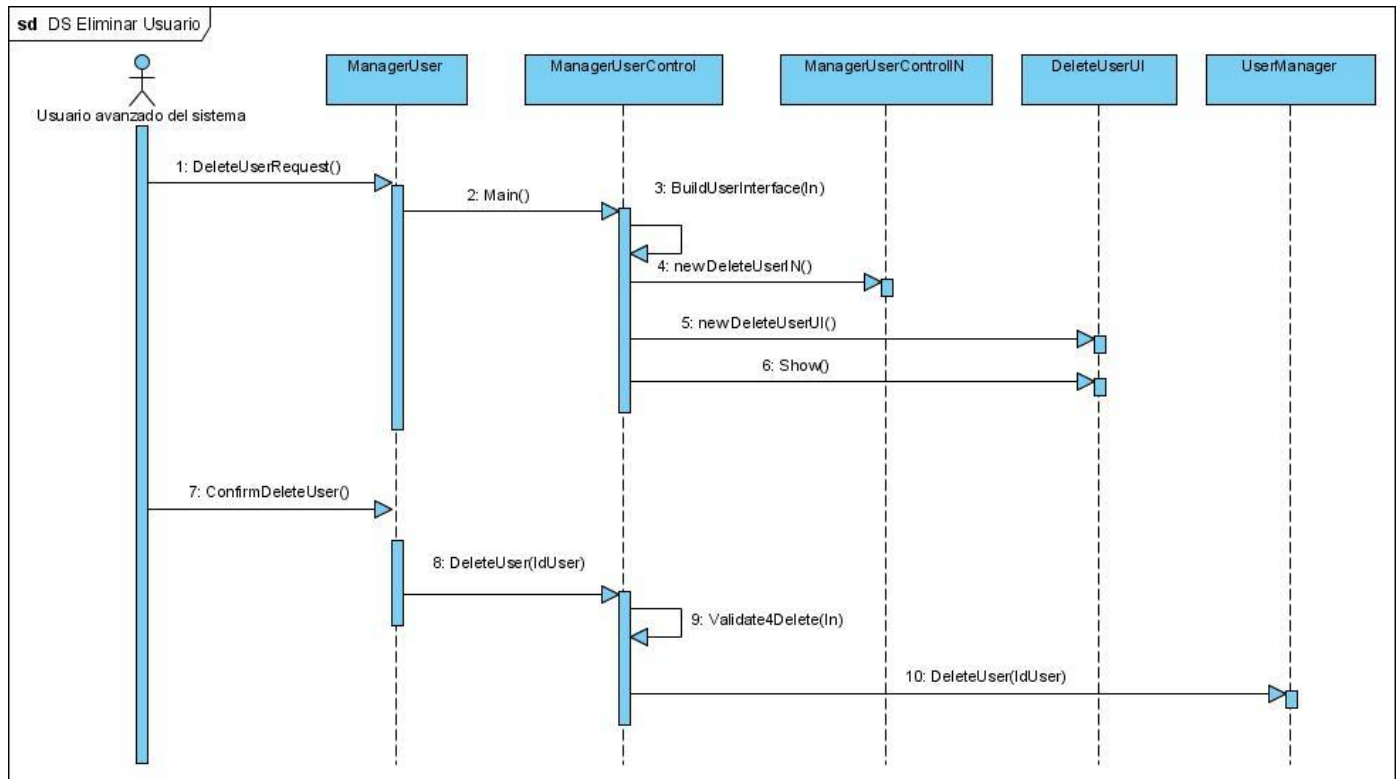 sd DS Eliminar Usuario
ManagerUser
ManagerUserControl
ManagerUserControlIN
DeleteUserUI
UserManager
Usuario avanzado del sistema
1: DeleteUserRequest()
2: Main()
3: BuildUserInterface(In)
4: newDeleteUserIN()
5: newDeleteUserUI()
6: Show()
7: ConfirmDeleteUser()
8: DeleteUser(IdUser)
9: Validate4Delete(In)
10: DeleteUser(IdUser)